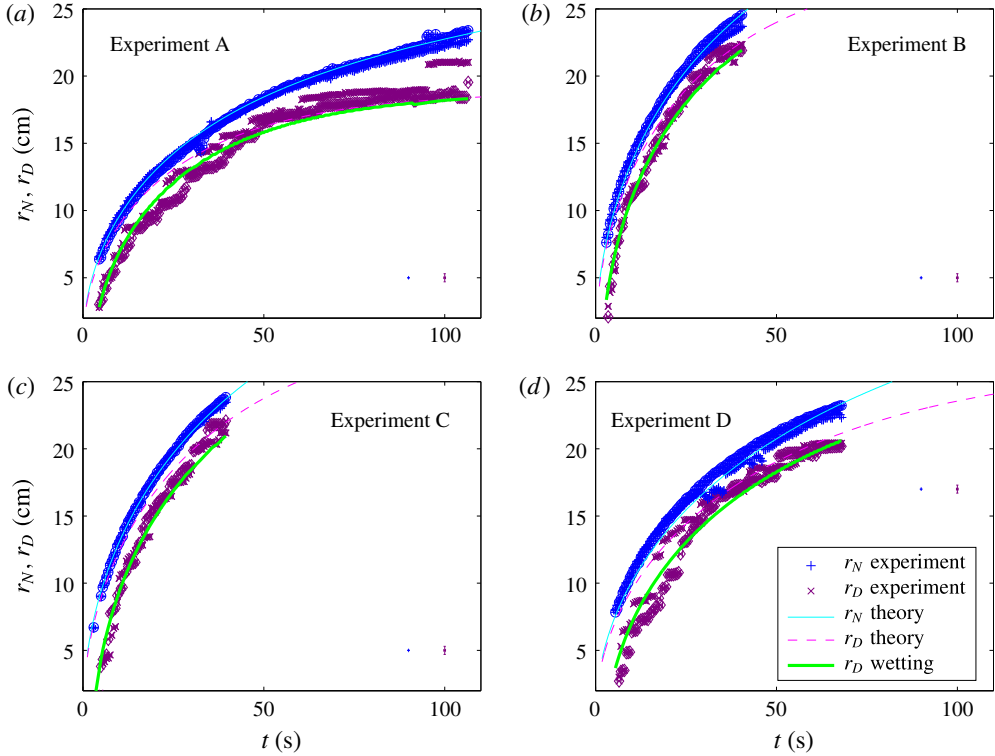 (a)
Experiment A
r_N, r_D (cm)
25
20
15
10
5
0
50
100
(b)
Experiment B
25
20
15
10
5
0
50
100
(c)
Experiment C
r_N, r_D (cm)
25
20
15
10
5
0
50
100
t (s)
(d)
Experiment D
25
20
15
10
5
0
50
100
t (s)
r_N experiment
r_D experiment
r_N theory
r_D theory
r_D wetting